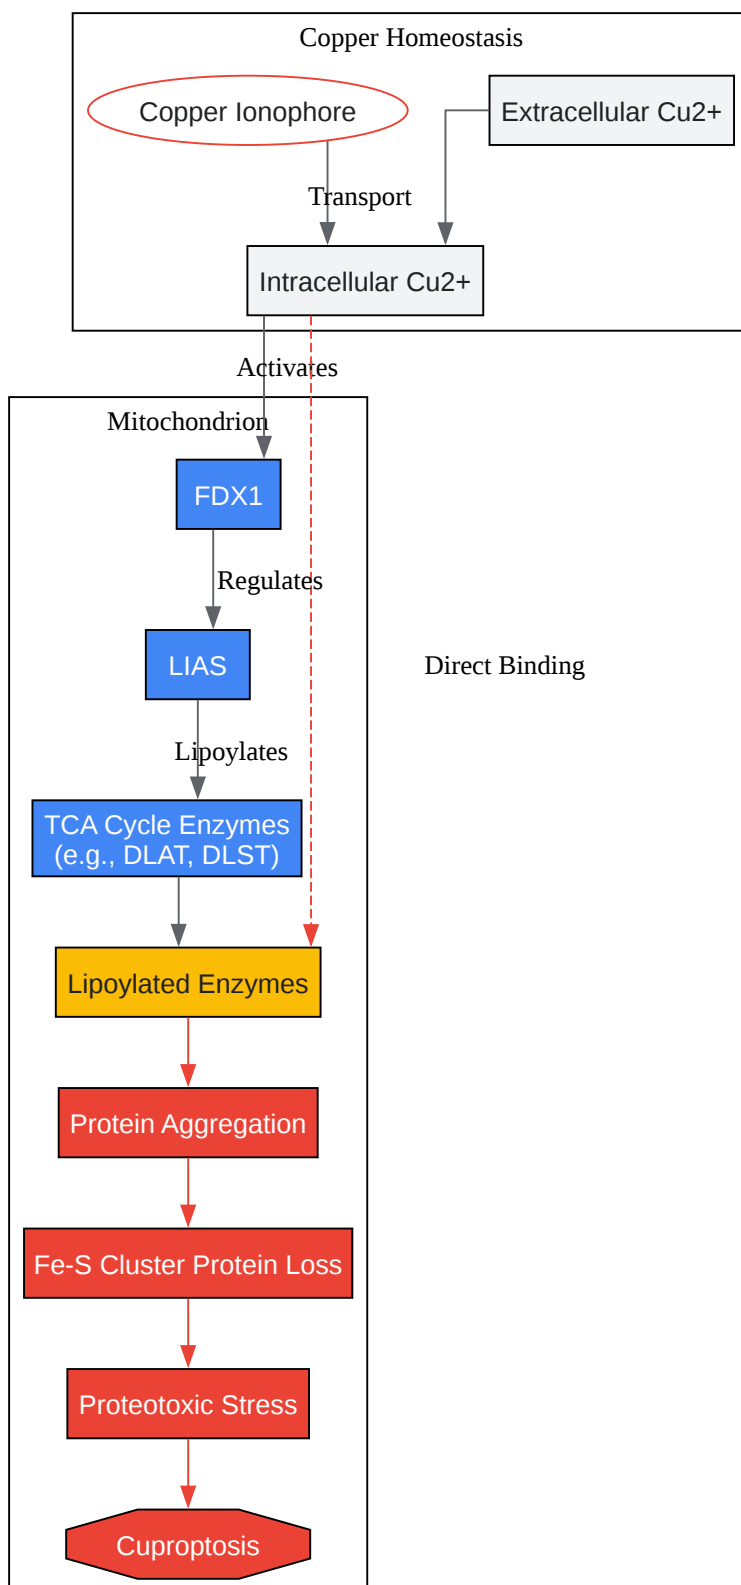 Copper Homeostasis
Copper Ionophore
Extracellular Cu2+
Transport
Intracellular Cu2+
Activates
Mitochondrion
FDX1
Regulates
LIAS
Direct Binding
Lipoylates
TCA Cycle Enzymes
(e.g., DLAT, DLST)
Lipoylated Enzymes
Protein Aggregation
Fe-S Cluster Protein Loss
Proteotoxic Stress
Cuproptosis